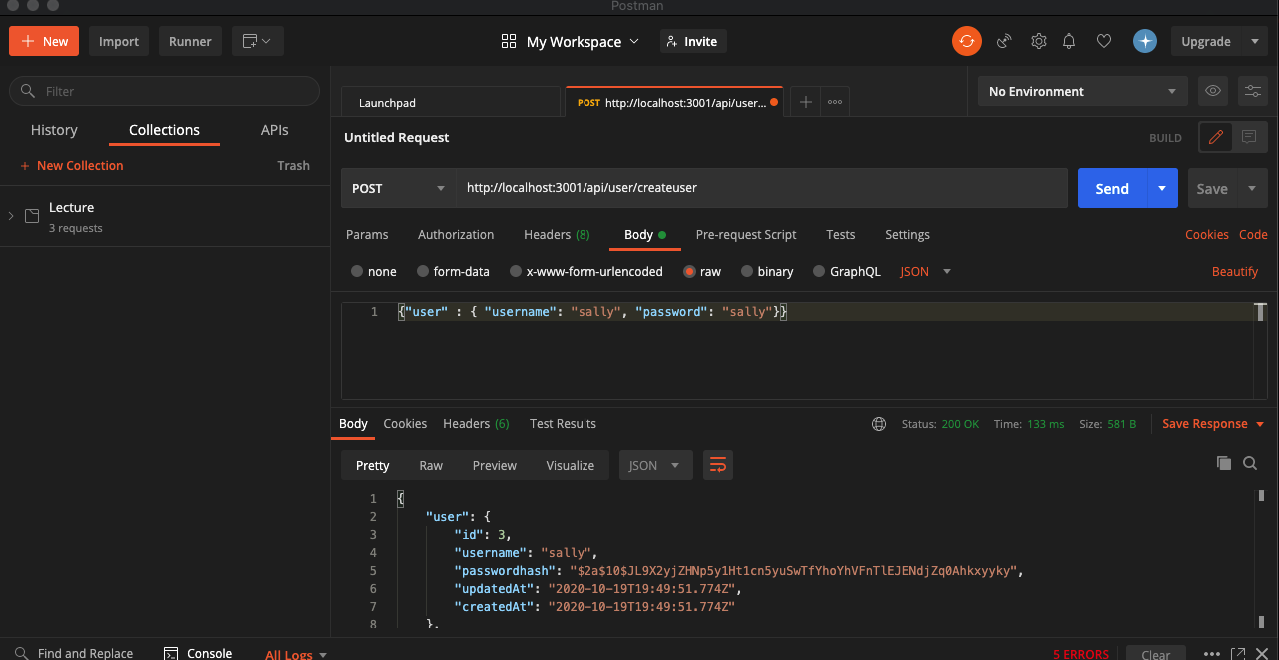 Postman
New Import Runner My Workspace Invite Upgrade
Filter
Launchpad POST http://localhost:3001/api/user... No Environment
History Collections APIs
Untitled Request BUILD
+ New Collection Trash
POST http://localhost:3001/api/user/createuser Send Save
Lecture
3 requests
Params Authorization Headers (8) Body Pre-request Script Tests Settings Cookies Code
none form-data x-www-form-urlencoded raw binary GraphQL JSON Beautify
1 {"user" : { "username": "sally", "password": "sally"}}
Body Cookies Headers (6) Test Results Status: 200 OK Time: 133 ms Size: 581 B Save Response
Pretty Raw Preview Visualize JSON
1 {
2 "user": {
3 "id": 3,
4 "username": "sally",
5 "passwordhash": "$2a$10$JL9X2yjZHNp5y1Ht1cn5yuSwTfYhoYhVFnTlEJENdjZq0Ahkxyyky",
6 "updatedAt": "2020-10-19T19:49:51.774Z",
7 "createdAt": "2020-10-19T19:49:51.774Z"
8 },
Find and Replace Console All Logs 5 ERRORS Clear